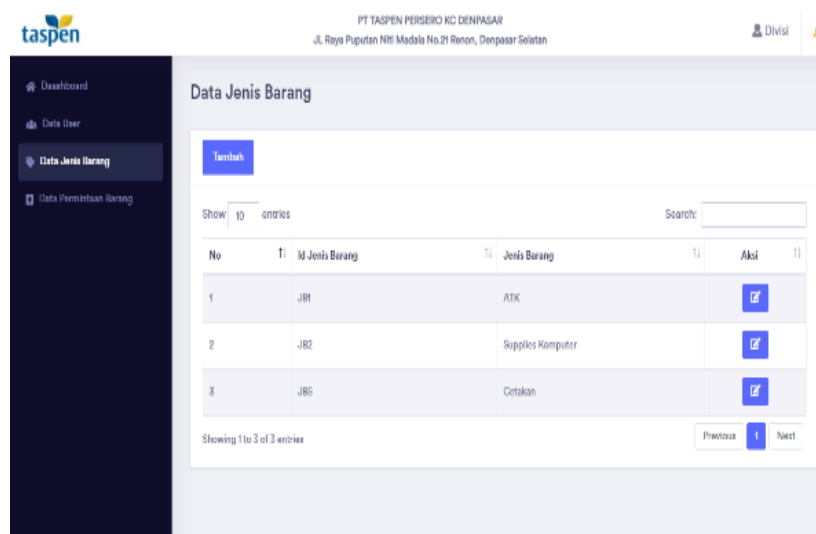 taspen
PT TASPEN PERSERO KC DENPASAR
JL Raya Puputan Niti Madala No.21 Renon, Denpasar Selatan
Divisi
Dashboard
Data User
Data Jenis Barang
Data Permintaan Barang
Data Jenis Barang
Tambah
Show 10 entries
Search:
No Id Jenis Barang Jenis Barang Aksi
1 JB1 ATK
2 JB2 Supplies Komputer
3 JB5 Cetakan
Showing 1 to 3 of 3 entries
Previous 1 Next